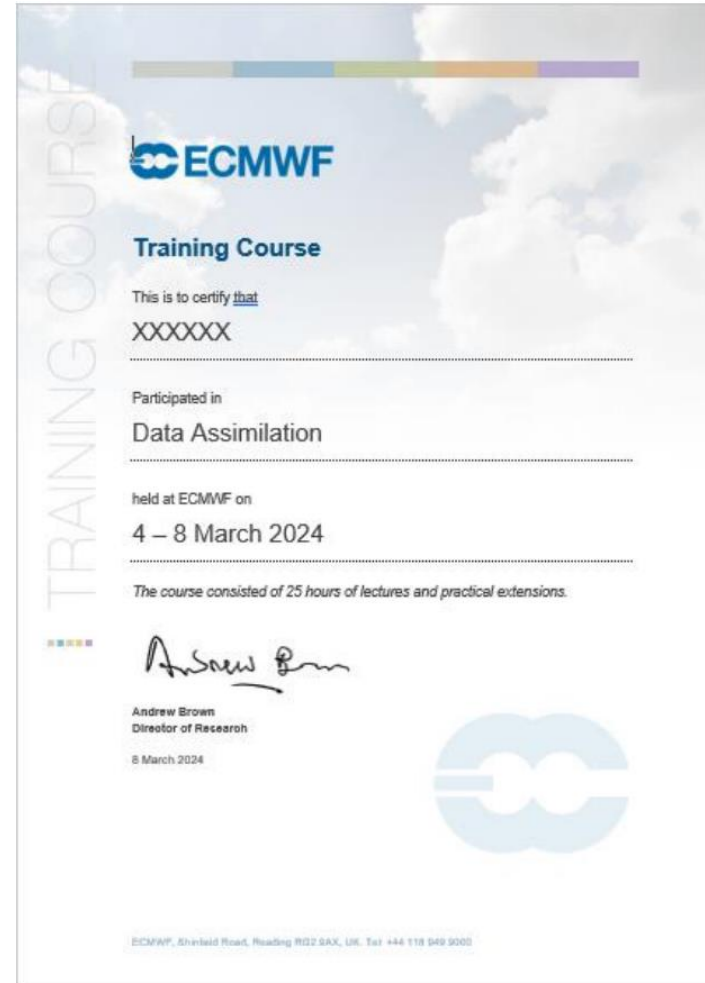 ECMWF
Training Course
This is to certify that
XXXXXX
Participated in
Data Assimilation
held at ECMWF on
4 – 8 March 2024
The course consisted of 25 hours of lectures and practical extensions.
TRAINING COURSE
Andrew Brown
Andrew Brown
Director of Research
8 March 2024
ECMWF, Shinfield Road, Reading RG2 9AX, UK. Tel +44 118 949 9000